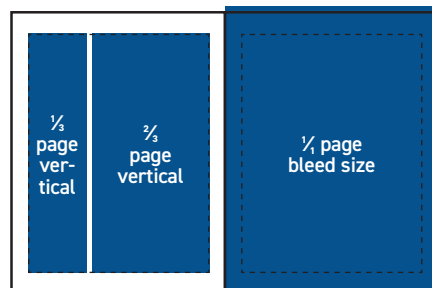 ⅓
page
ver-
tical
⅔
page
vertical
1/1 page
bleed size